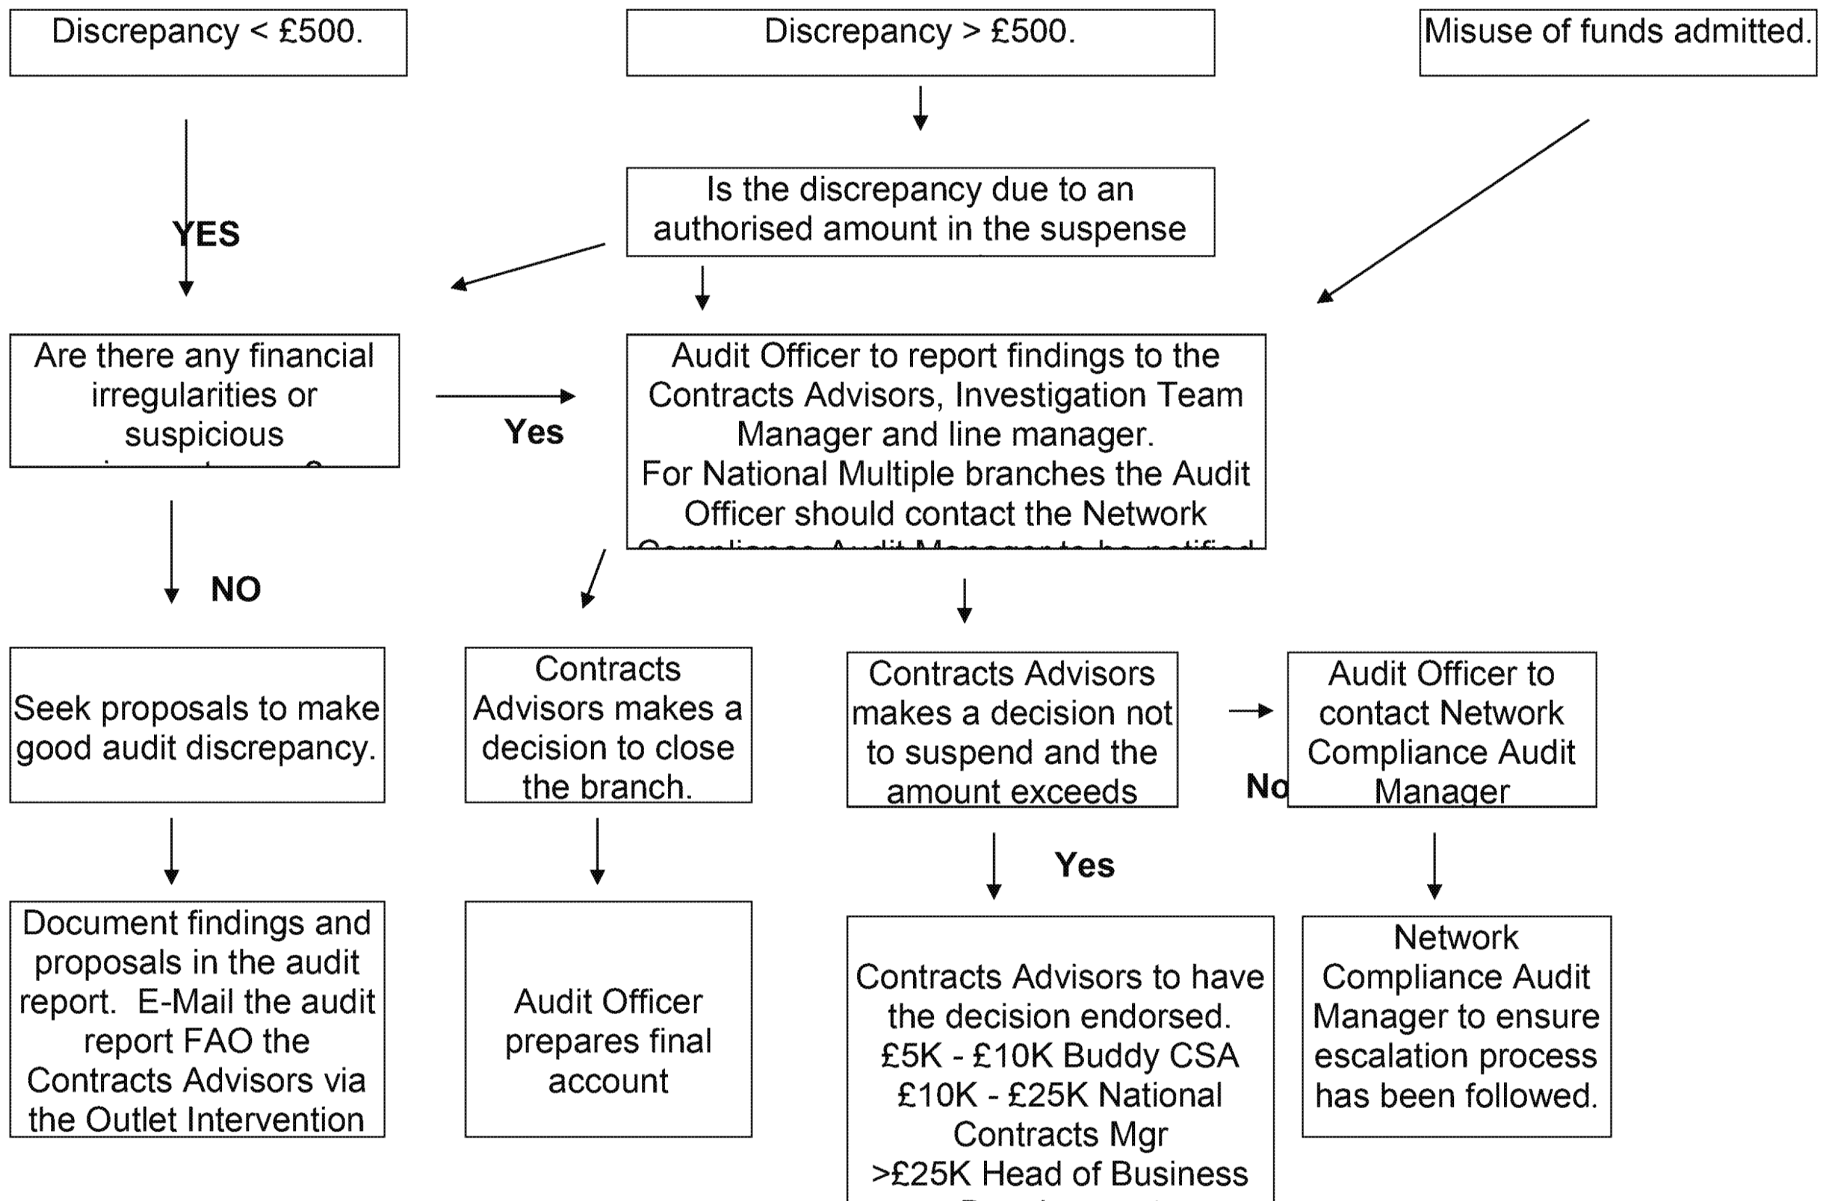 Discrepancy < £500.
Discrepancy > £500.
Misuse of funds admitted.
Is the discrepancy due to an
authorised amount in the suspense
YES
Are there any financial
irregularities or
suspicious
Yes
Audit Officer to report findings to the
Contracts Advisors, Investigation Team
Manager and line manager.
For National Multiple branches the Audit
Officer should contact the Network
Compliance Audit Manager to be notified
NO
Seek proposals to make
good audit discrepancy.
Contracts
Advisors makes a
decision to close
the branch.
Contracts Advisors
makes a decision not
to suspend and the
amount exceeds
No
Audit Officer to
contact Network
Compliance Audit
Manager
Yes
Document findings and
proposals in the audit
report. E-Mail the audit
report FAO the
Contracts Advisors via
the Outlet Intervention
Audit Officer
prepares final
account
Contracts Advisors to have
the decision endorsed.
£5K - £10K Buddy CSA
£10K - £25K National
Contracts Mgr
>£25K Head of Business
Network
Compliance Audit
Manager to ensure
escalation process
has been followed.